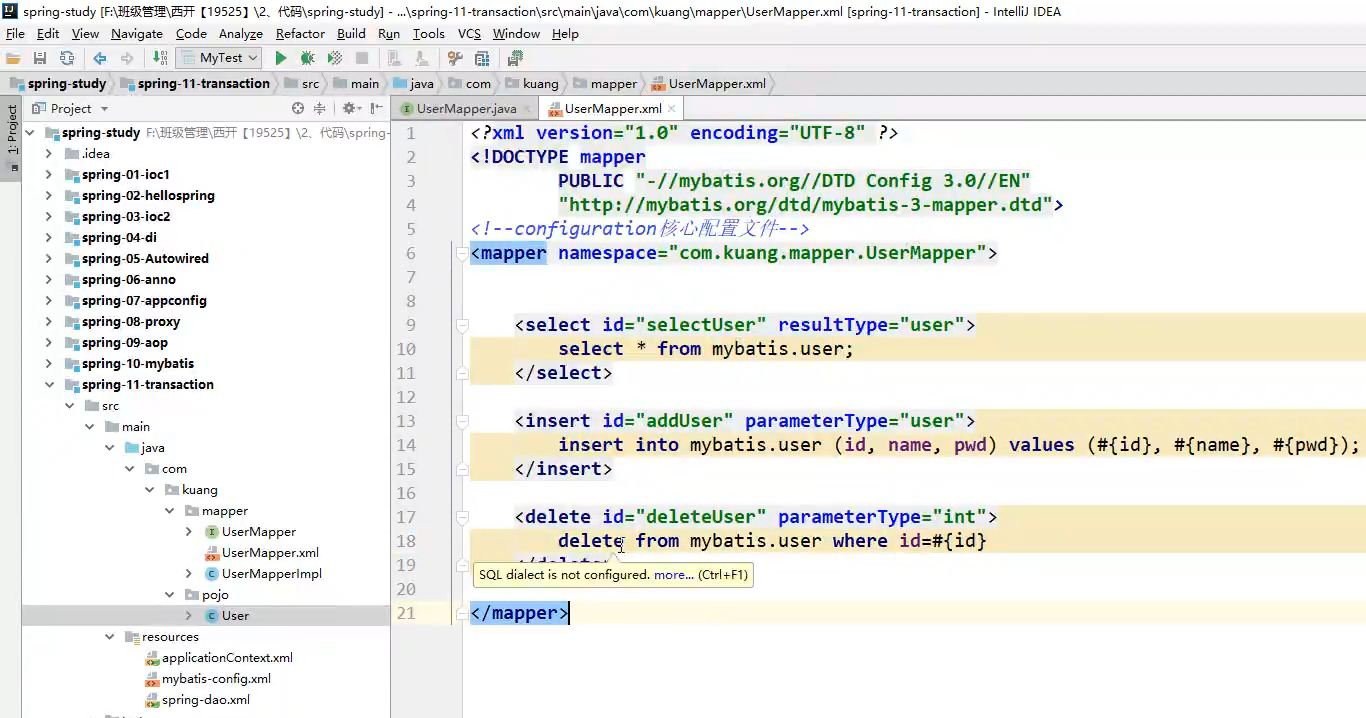 spring-study [F:\班级管理\西开【19525】\2、代码\spring-study] - ...\spring-11-transaction\src\main\java\com\kuang\mapper\UserMapper.xml [spring-11-transaction] - IntelliJ IDEA
File Edit View Navigate Code Analyze Refactor Build Run Tools VCS Window Help
MyTest
spring-study spring-11-transaction src main java com kuang mapper UserMapper.xml
1: Project
Project
UserMapper.java UserMapper.xml
spring-study F:\班级管理\西开【19525】\2、代码\spring-
.idea
spring-01-ioc1
spring-02-hellospring
spring-03-ioc2
spring-04-di
spring-05-Autowired
spring-06-anno
spring-07-appconfig
spring-08-proxy
spring-09-aop
spring-10-mybatis
spring-11-transaction
src
main
java
com
kuang
mapper
UserMapper
UserMapper.xml
UserMapperImpl
pojo
User
resources
applicationContext.xml
mybatis-config.xml
spring-dao.xml
1 <?xml version="1.0" encoding="UTF-8" ?>
2 <!DOCTYPE mapper
3 PUBLIC "-//mybatis.org//DTD Config 3.0//EN"
4 "http://mybatis.org/dtd/mybatis-3-mapper.dtd">
5 <!--configuration核心配置文件-->
6 <mapper namespace="com.kuang.mapper.UserMapper">
7
8
9 <select id="selectUser" resultType="user">
10 select * from mybatis.user;
11 </select>
12
13 <insert id="addUser" parameterType="user">
14 insert into mybatis.user (id, name, pwd) values (#{id}, #{name}, #{pwd});
15 </insert>
16
17 <delete id="deleteUser" parameterType="int">
18 delete from mybatis.user where id=#{id}
19 </delete>
SQL dialect is not configured. more... (Ctrl+F1)
20
21 </mapper>